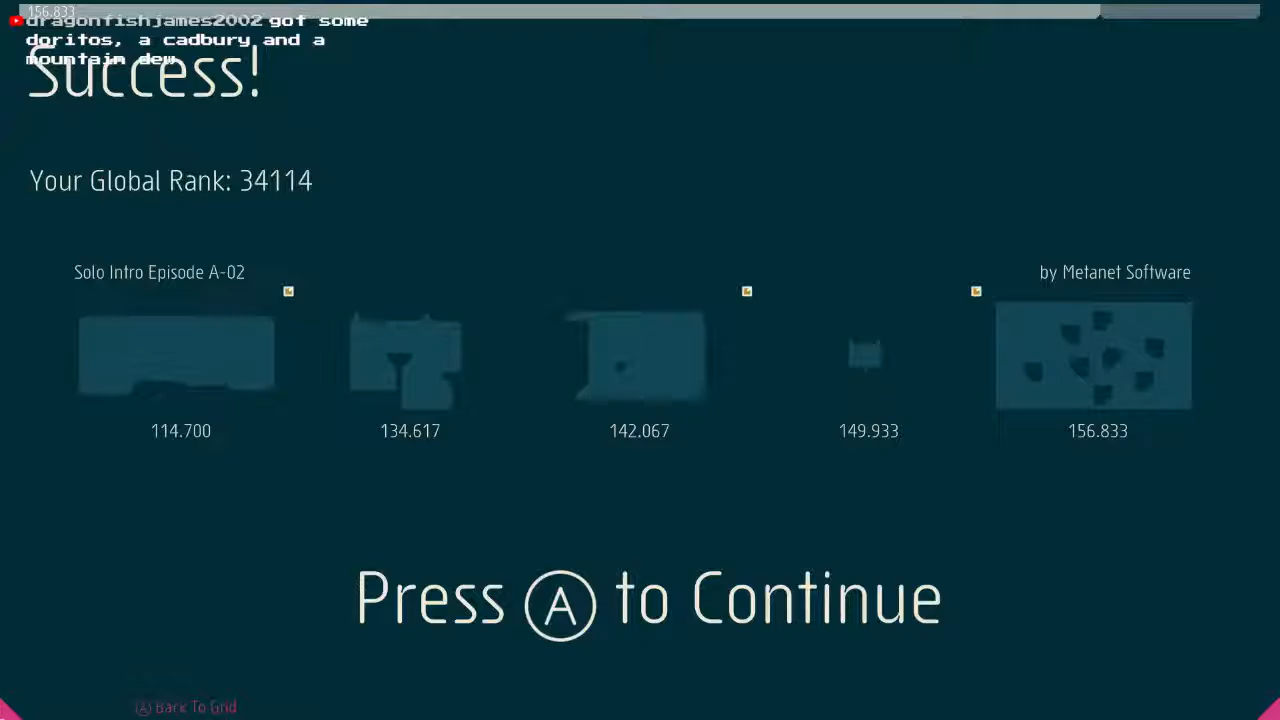 156.833
dragonfishjames2002 got some
doritos, a cadbury and a
mountain dew
Success!
Your Global Rank: 34114
Solo Intro Episode A-02
by Metanet Software
114.700
134.617
142.067
149.933
156.833
Press A to Continue
A Back To Grid